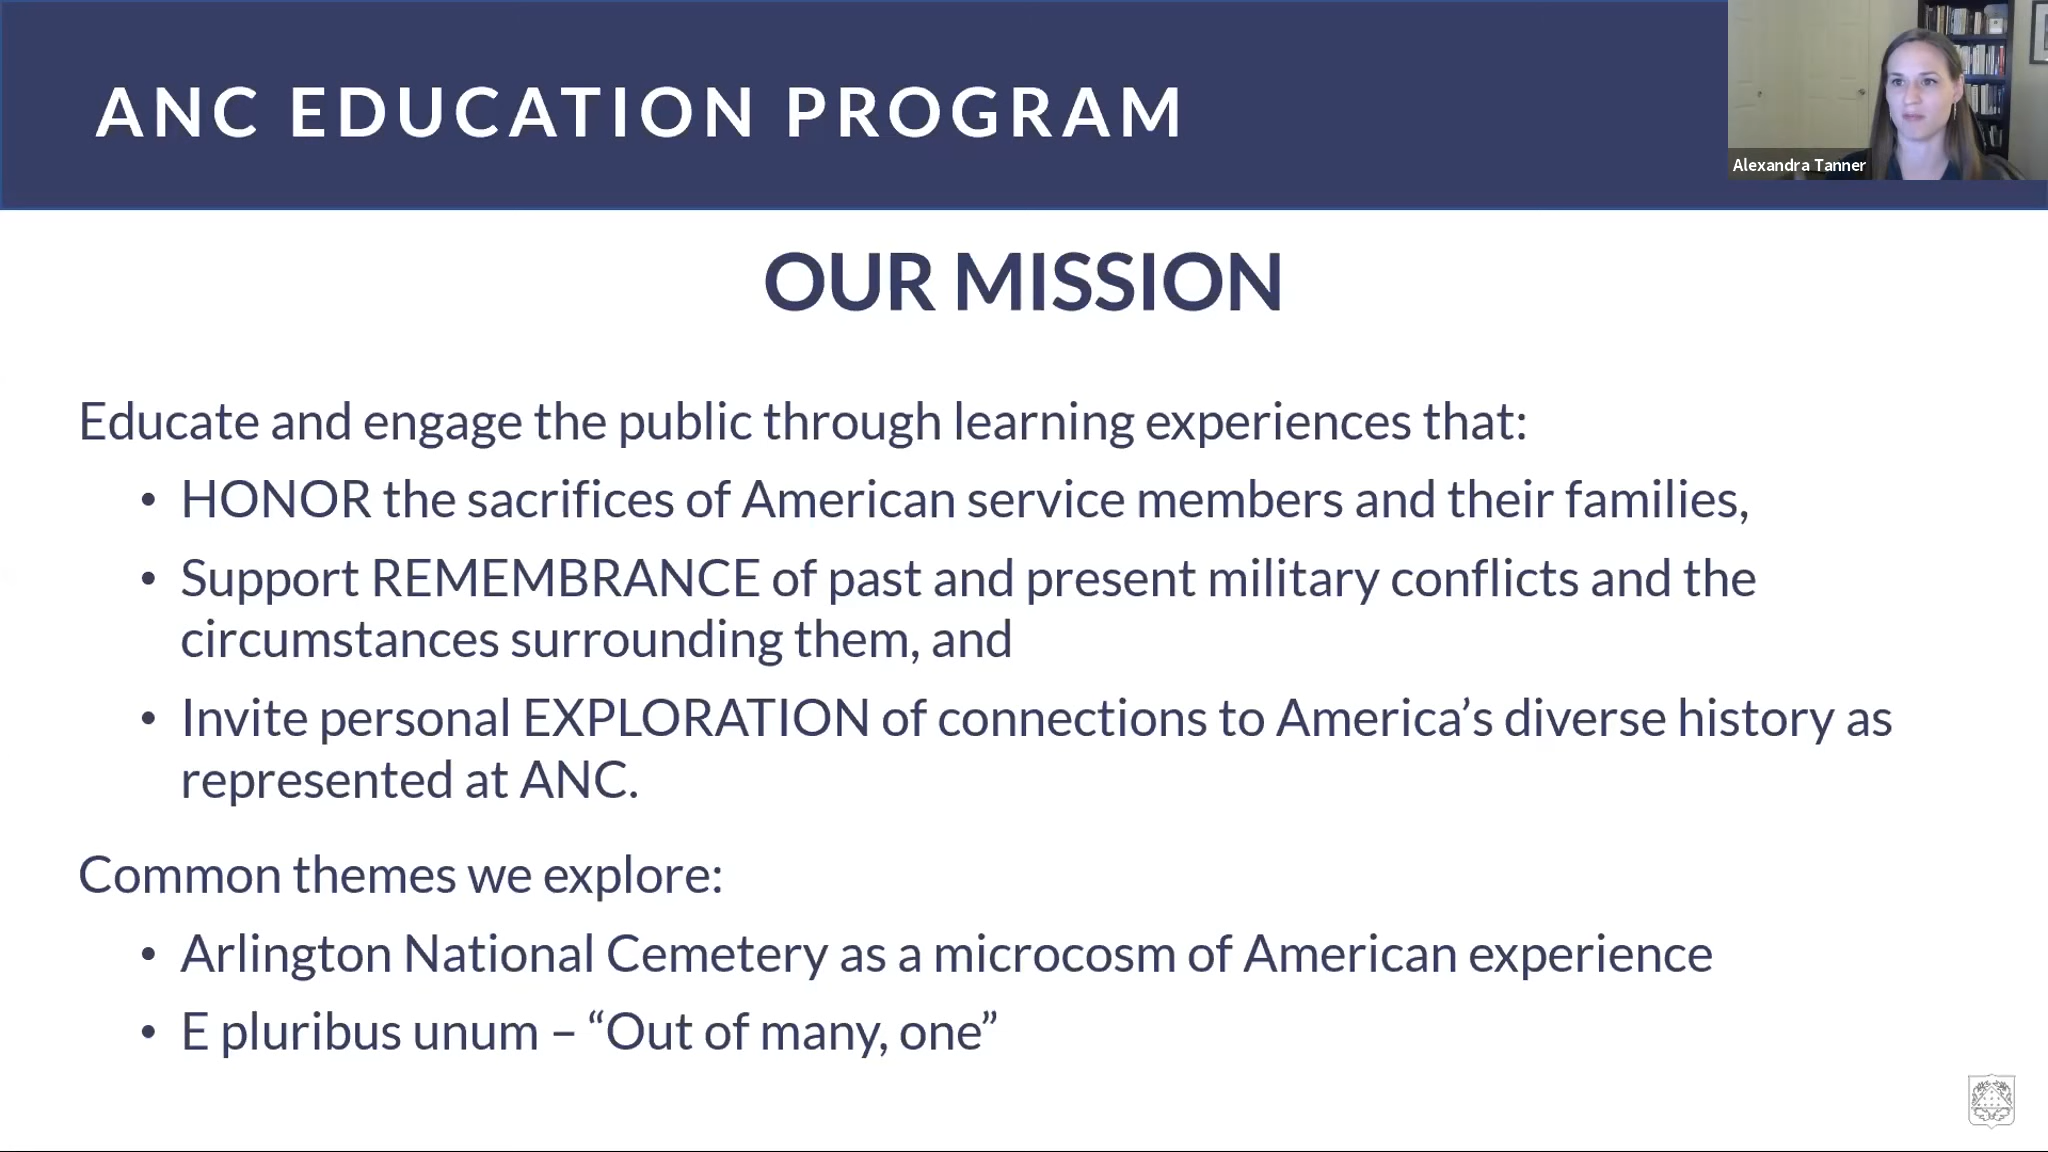 ANC EDUCATION PROGRAM
Alexandra Tanner
OUR MISSION
Educate and engage the public through learning experiences that:
• HONOR the sacrifices of American service members and their families,
• Support REMEMBRANCE of past and present military conflicts and the
circumstances surrounding them, and
• Invite personal EXPLORATION of connections to America’s diverse history as
represented at ANC.
Common themes we explore:
• Arlington National Cemetery as a microcosm of American experience
• E pluribus unum – “Out of many, one”